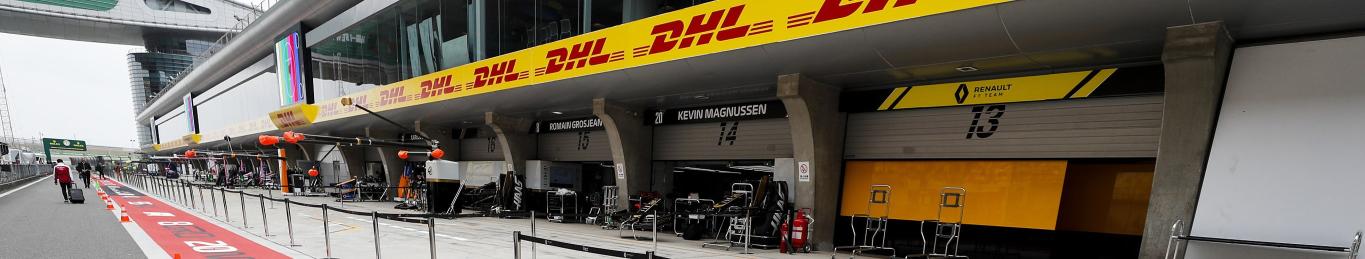 DHL DHL DHL DHL DHL DHL
RENAULT
F1 TEAM
13
20 KEVIN MAGNUSSEN
14
8 ROMAIN GROSJEAN
15
16